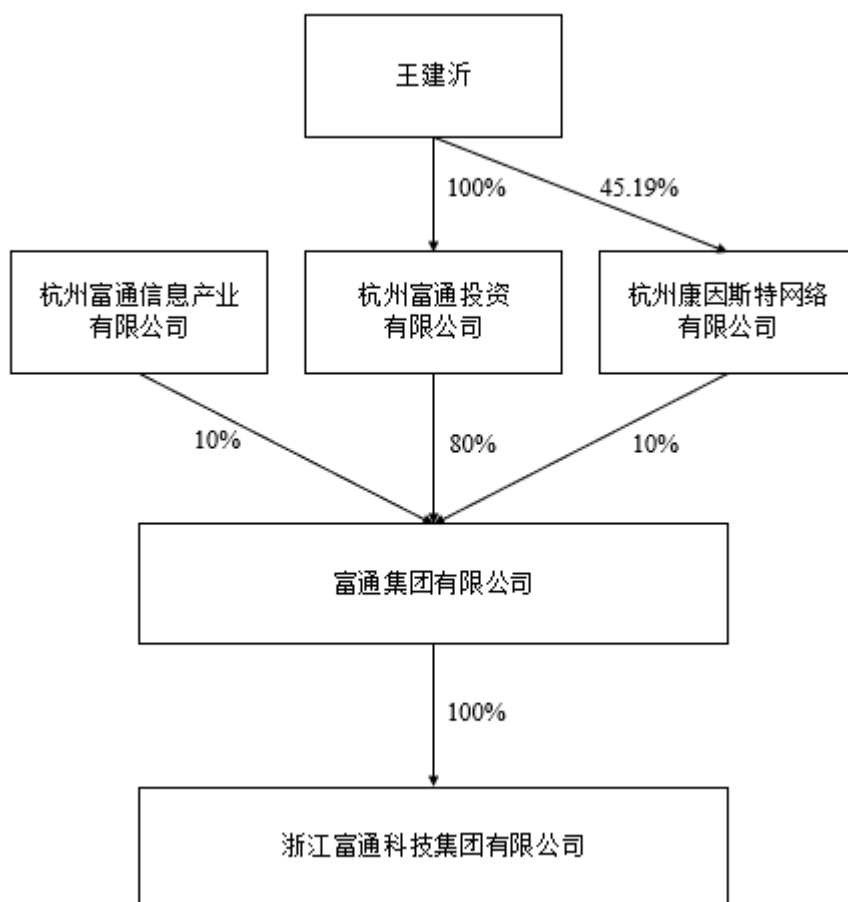 王建沂
100%
45.19%
杭州富通信息产业
有限公司
杭州富通投资
有限公司
杭州康因斯特网络
有限公司
10%
80%
10%
富通集团有限公司
100%
浙江富通科技集团有限公司